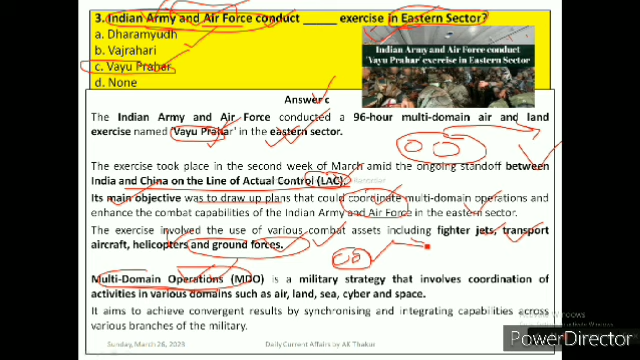 3. Indian Army and Air Force conduct _____ exercise in Eastern Sector?
a. Dharamyudh
b. Vajrahari
c. Vayu Prahar
d. None
Indian Army and Air Force conduct
'Vayu Prahar' exercise in Eastern Sector
Answer c
The Indian Army and Air Force conducted a 96-hour multi-domain air and land
exercise named 'Vayu Prahar' in the eastern sector.
The exercise took place in the second week of March amid the ongoing standoff between
India and China on the Line of Actual Control (LAC).
Its main objective was to draw up plans that could coordinate multi-domain operations and
enhance the combat capabilities of the Indian Army and Air Force in the eastern sector.
The exercise involved the use of various combat assets including fighter jets, transport
aircraft, helicopters and ground forces.
Multi-Domain Operations (MDO) is a military strategy that involves coordination of
activities in various domains such as air, land, sea, cyber and space.
It aims to achieve convergent results by synchronising and integrating capabilities across
various branches of the military.
Sunday, March 26, 2023
Daily Current Affairs by AK Thakur
PowerDirector